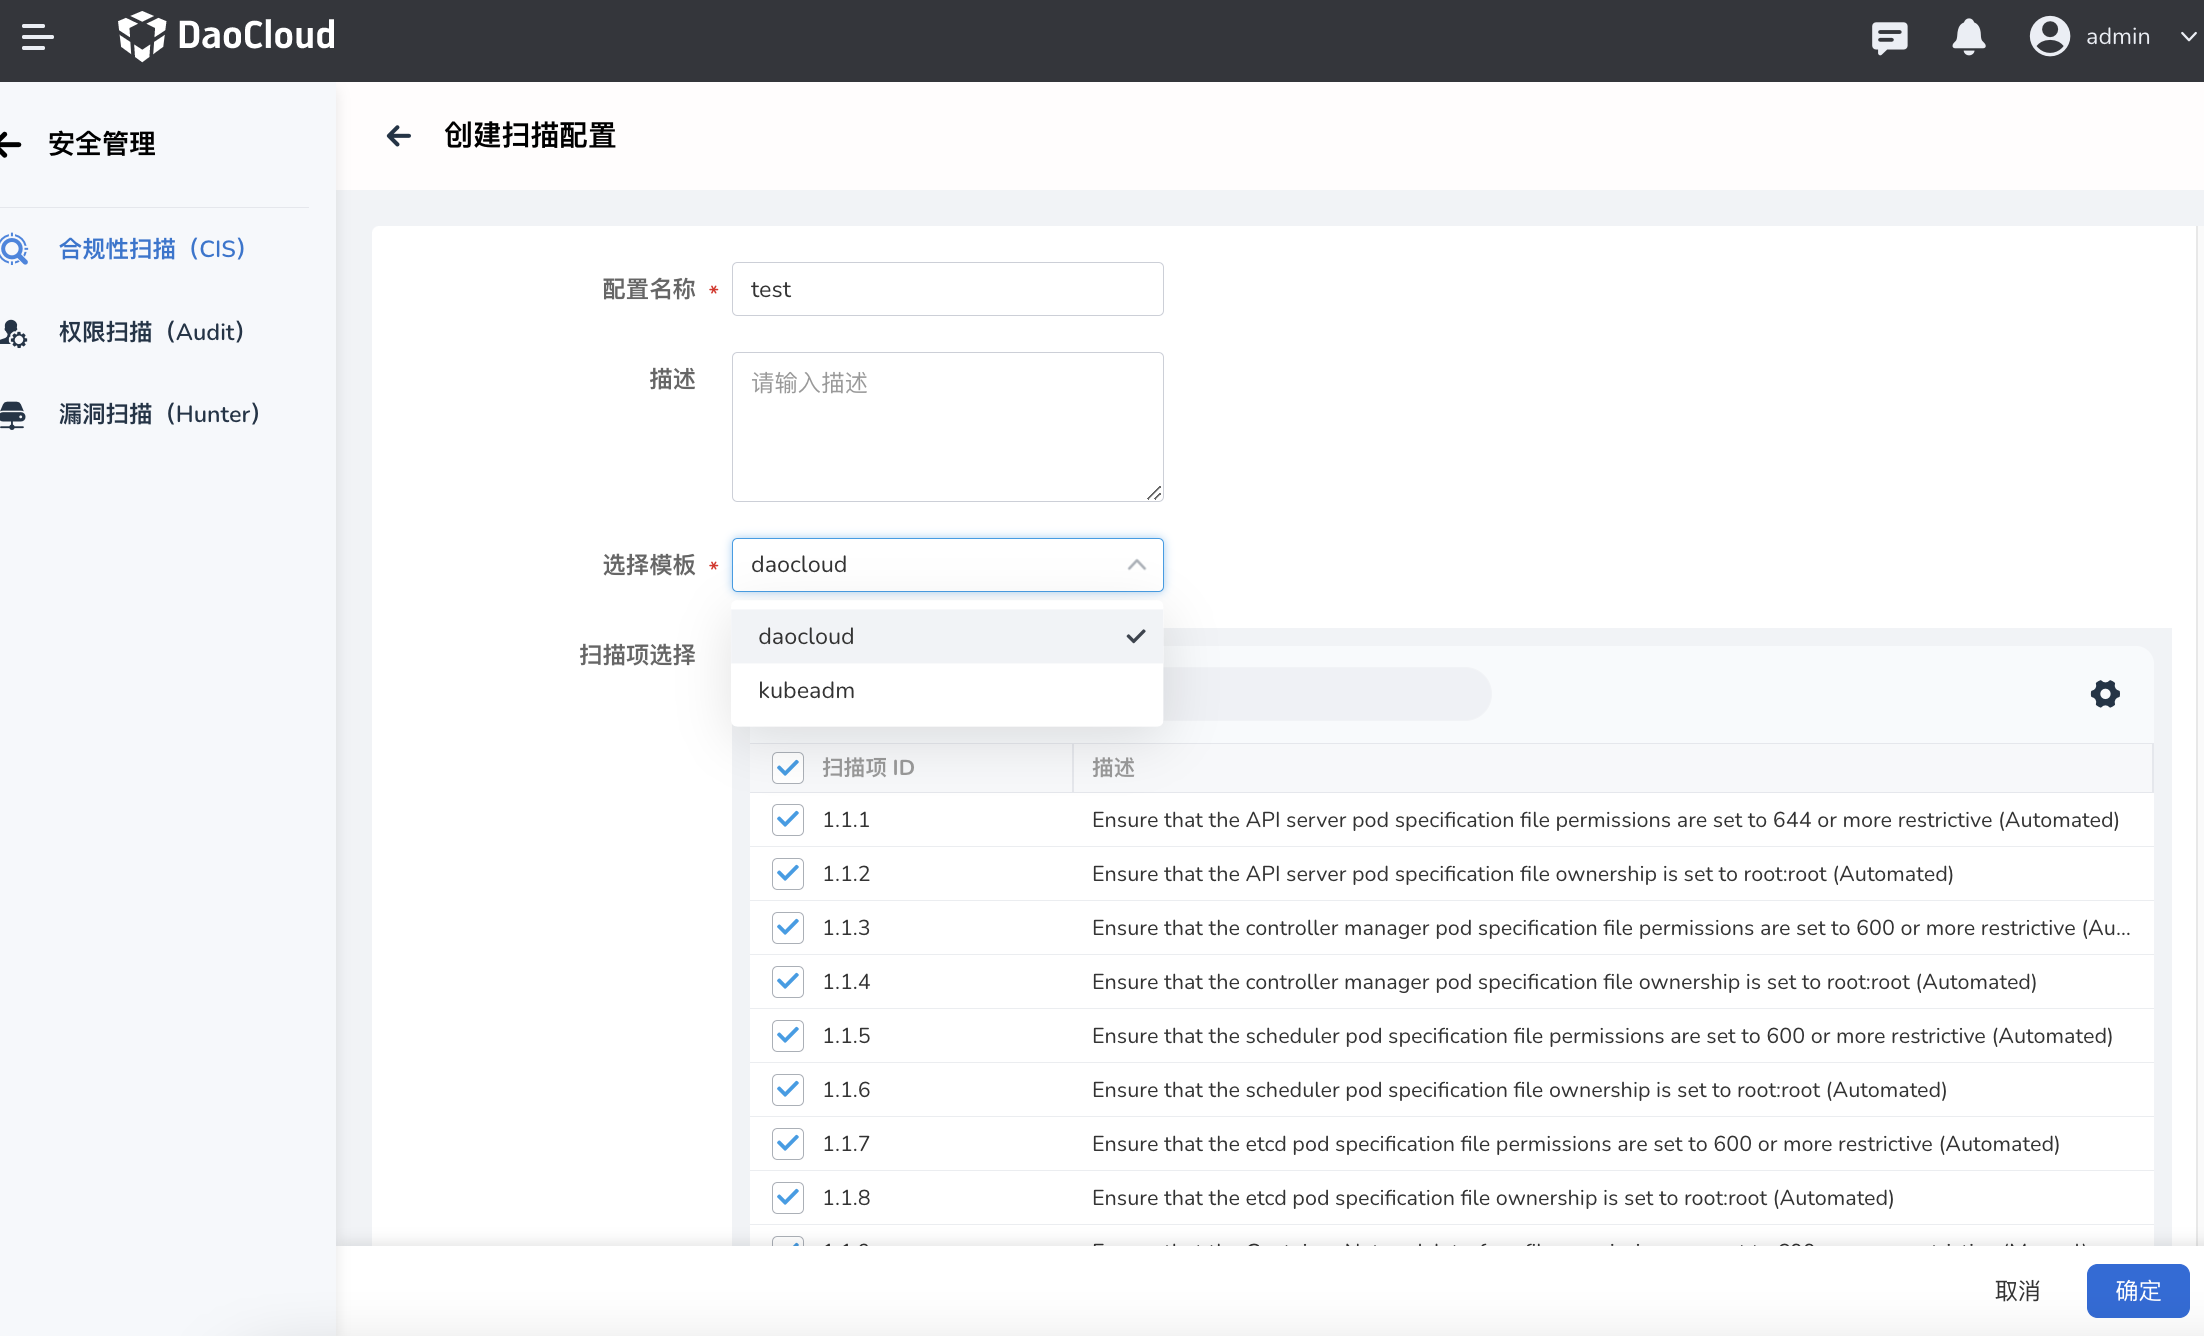 DaoCloud
admin
安全管理
创建扫描配置
合规性扫描（CIS）
权限扫描（Audit）
漏洞扫描（Hunter）
配置名称 *
test
描述
请输入描述
选择模板 *
daocloud
daocloud
kubeadm
扫描项选择
扫描项 ID 描述
1.1.1 Ensure that the API server pod specification file permissions are set to 644 or more restrictive (Automated)
1.1.2 Ensure that the API server pod specification file ownership is set to root:root (Automated)
1.1.3 Ensure that the controller manager pod specification file permissions are set to 600 or more restrictive (Au...
1.1.4 Ensure that the controller manager pod specification file ownership is set to root:root (Automated)
1.1.5 Ensure that the scheduler pod specification file permissions are set to 600 or more restrictive (Automated)
1.1.6 Ensure that the scheduler pod specification file ownership is set to root:root (Automated)
1.1.7 Ensure that the etcd pod specification file permissions are set to 600 or more restrictive (Automated)
1.1.8 Ensure that the etcd pod specification file ownership is set to root:root (Automated)
取消
确定